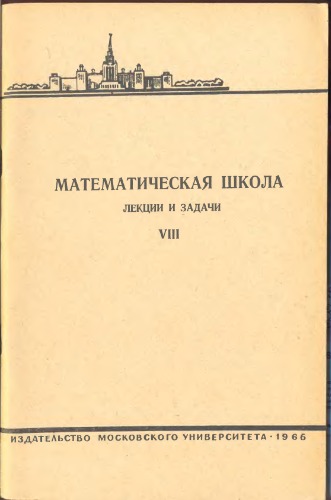 МАТЕМАТИЧЕСКАЯ ШКОЛА
ЛЕКЦИИ И ЗАДАЧИ
VIII
ИЗДАТЕЛЬСТВО МОСКОВСКОГО УНИВЕРСИТЕТА · 1966